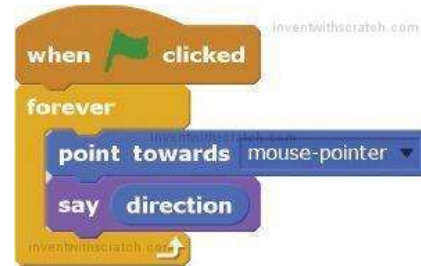 inventwithscratch.com
when clicked
forever
inventwithscratch.com
point towards mouse-pointer
say direction
inventwithscratch.com